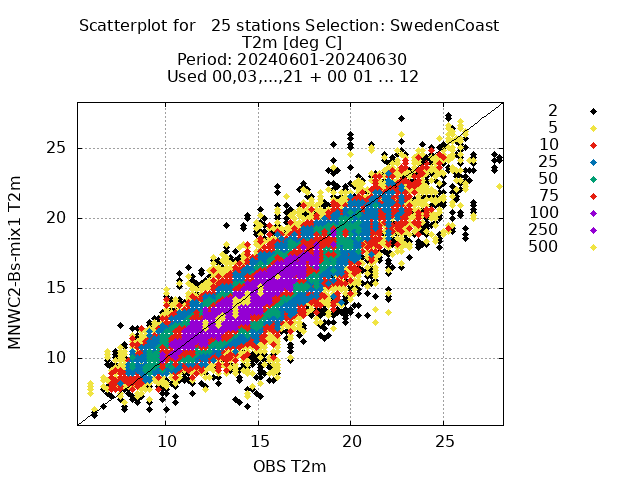 Scatterplot for   25 stations Selection: SwedenCoast
T2m [deg C]
Period: 20240601-20240630
Used 00,03,...,21 + 00 01 ... 12
2
5
10
25
50
75
100
250
500
25
20
15
10
MNWC2-Bs-mix1 T2m
10 15 20 25
OBS T2m